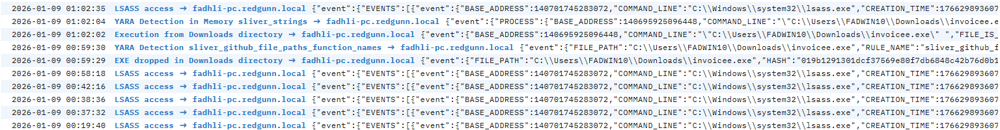 2026-01-09 01:02:35 LSASS access → fadhli-pc.redgunn.local {"event":{"EVENTS":[{"event":{"BASE_ADDRESS":140701745283072,"COMMAND_LINE":"C:\\Windows\\system32\\lsass.exe","CREATION_TIME":176629893607
2026-01-09 01:02:04 YARA Detection in Memory sliver_strings → fadhli-pc.redgunn.local {"event":{"PROCESS":{"BASE_ADDRESS":140695925096448,"COMMAND_LINE":"\"C:\\Users\\FADWIN10\\Downloads\\invoicee.e
2026-01-09 01:02:02 Execution from Downloads directory → fadhli-pc.redgunn.local {"event":{"BASE_ADDRESS":140695925096448,"COMMAND_LINE":"\"C:\\Users\\FADWIN10\\Downloads\\invoicee.exe\" ","FILE_IS_
2026-01-09 00:59:30 YARA Detection sliver_github_file_paths_function_names → fadhli-pc.redgunn.local {"event":{"FILE_PATH":"C:\\Users\\FADWIN10\\Downloads\\invoicee.exe","RULE_NAME":"sliver_github_f
2026-01-09 00:59:29 EXE dropped in Downloads directory → fadhli-pc.redgunn.local {"event":{"FILE_PATH":"C:\\Users\\FADWIN10\\Downloads\\invoicee.exe","HASH":"019b1291301dcf37569e80f7db6848c42b76d0b1
2026-01-09 00:58:18 LSASS access → fadhli-pc.redgunn.local {"event":{"EVENTS":[{"event":{"BASE_ADDRESS":140701745283072,"COMMAND_LINE":"C:\\Windows\\system32\\lsass.exe","CREATION_TIME":176629893607
2026-01-09 00:42:16 LSASS access → fadhli-pc.redgunn.local {"event":{"EVENTS":[{"event":{"BASE_ADDRESS":140701745283072,"COMMAND_LINE":"C:\\Windows\\system32\\lsass.exe","CREATION_TIME":176629893607
2026-01-09 00:38:36 LSASS access → fadhli-pc.redgunn.local {"event":{"EVENTS":[{"event":{"BASE_ADDRESS":140701745283072,"COMMAND_LINE":"C:\\Windows\\system32\\lsass.exe","CREATION_TIME":176629893607
2026-01-09 00:37:32 LSASS access → fadhli-pc.redgunn.local {"event":{"EVENTS":[{"event":{"BASE_ADDRESS":140701745283072,"COMMAND_LINE":"C:\\Windows\\system32\\lsass.exe","CREATION_TIME":176629893607
2026-01-09 00:19:40 LSASS access → fadhli-pc.redgunn.local {"event":{"EVENTS":[{"event":{"BASE_ADDRESS":140701745283072,"COMMAND_LINE":"C:\\Windows\\system32\\lsass.exe","CREATION_TIME":176629893607